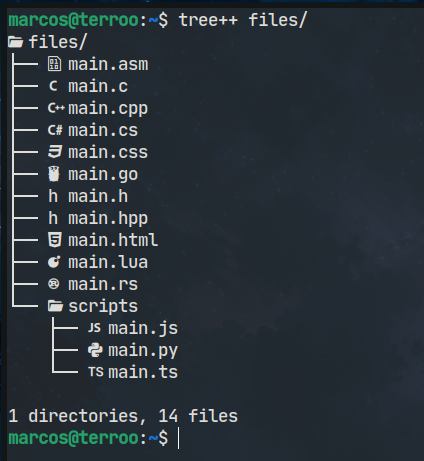 marcos@terroo:~$ tree++ files/
files/
├── main.asm
├── C main.c
├── C++ main.cpp
├── C# main.cs
├── main.css
├── main.go
├── h main.h
├── h main.hpp
├── 5 main.html
├── main.lua
├── R main.rs
└── scripts
    ├── JS main.js
    ├── main.py
    ├── TS main.ts
1 directories, 14 files
marcos@terroo:~$